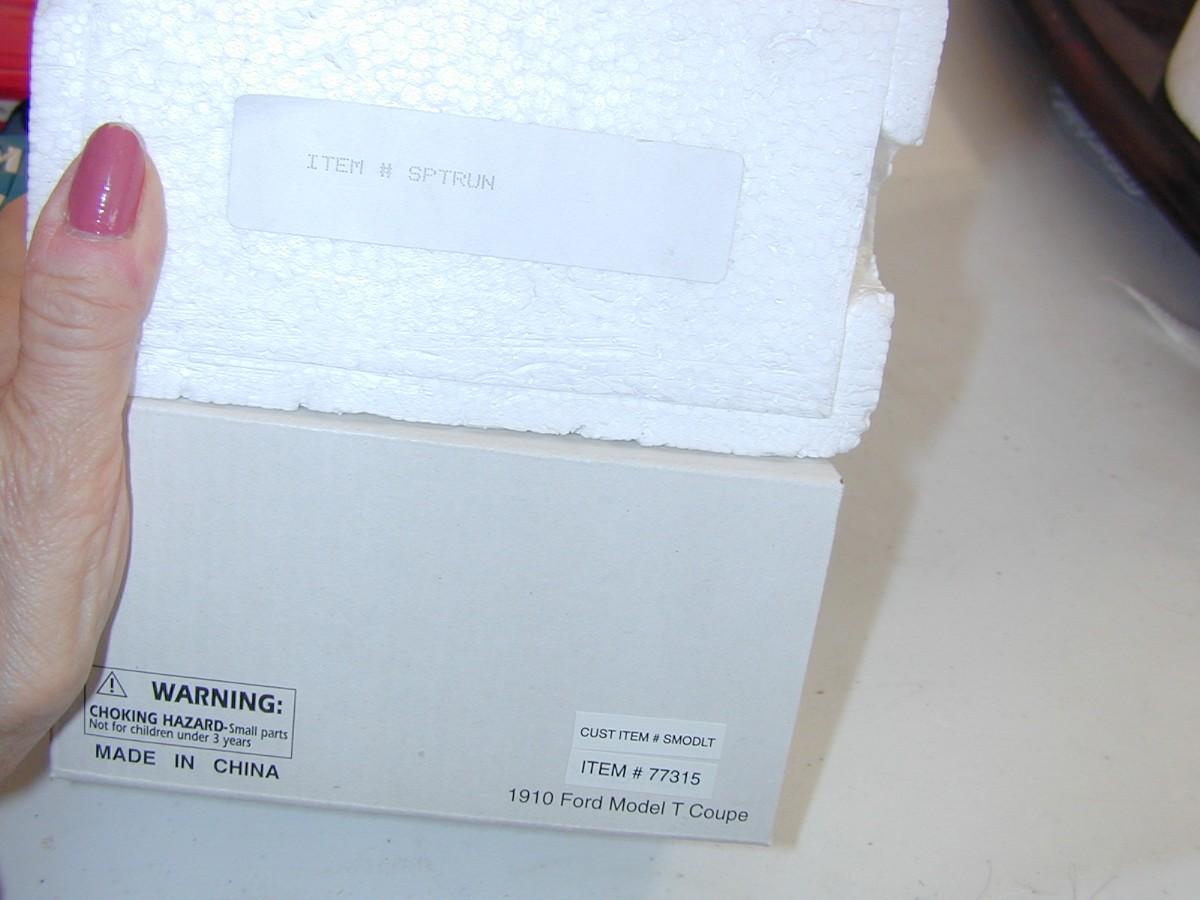 ITEM # SPTRUN
WARNING:
CHOKING HAZARD-Small parts
Not for children under 3 years
MADE IN CHINA
CUST ITEM # SMODLT
ITEM # 77315
1910 Ford Model T Coupe